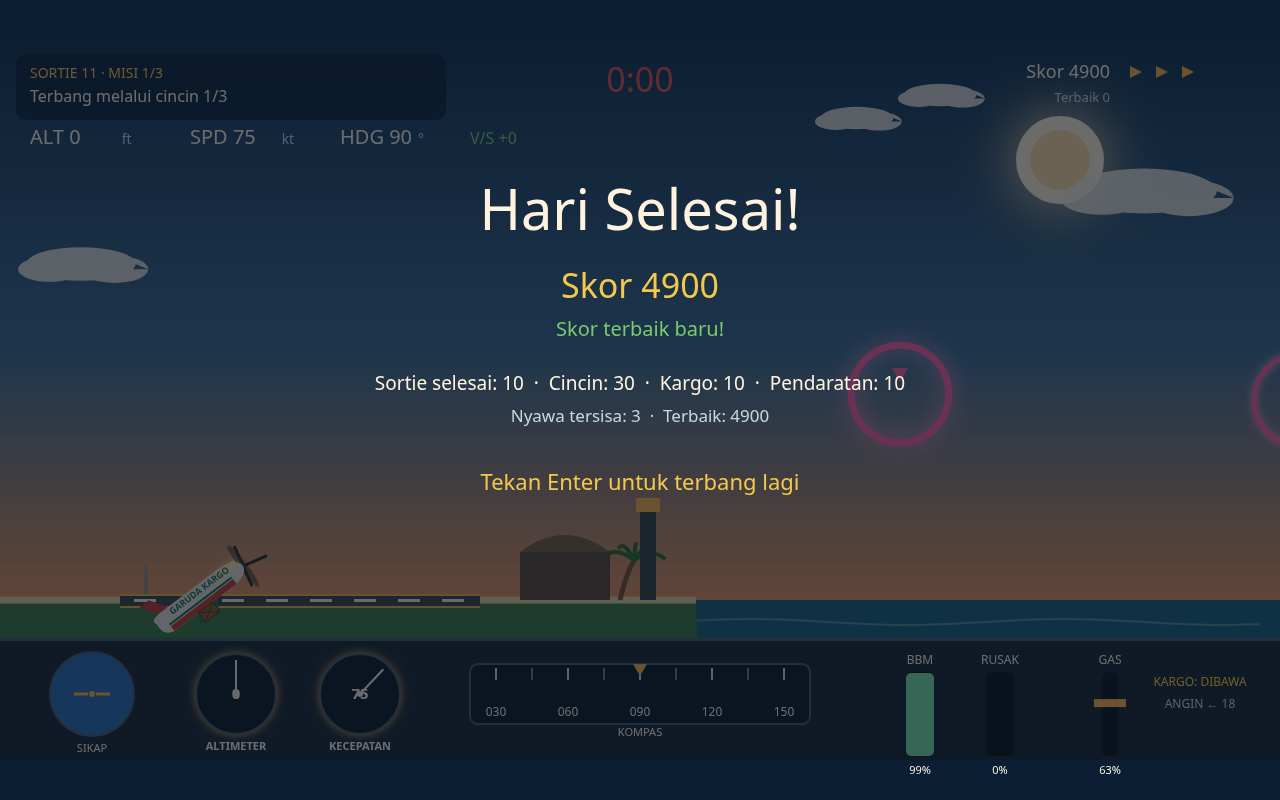 SORTIE 11 · MISI 1/3
Terbang melalui cincin 1/3
0:00
Skor 4900
Terbaik 0
ALT 0 ft SPD 75 kt HDG 90 ° V/S +0
Hari Selesai!
Skor 4900
Skor terbaik baru!
Sortie selesai: 10 · Cincin: 30 · Kargo: 10 · Pendaratan: 10
Nyawa tersisa: 3 · Terbaik: 4900
Tekan Enter untuk terbang lagi
GARUDA KARGO
0
75
030 060 090 120 150
SIKAP
ALTIMETER
KECEPATAN
KOMPAS
BBM
RUSAK
GAS
99%
0%
63%
KARGO: DIBAWA
ANGIN ← 18